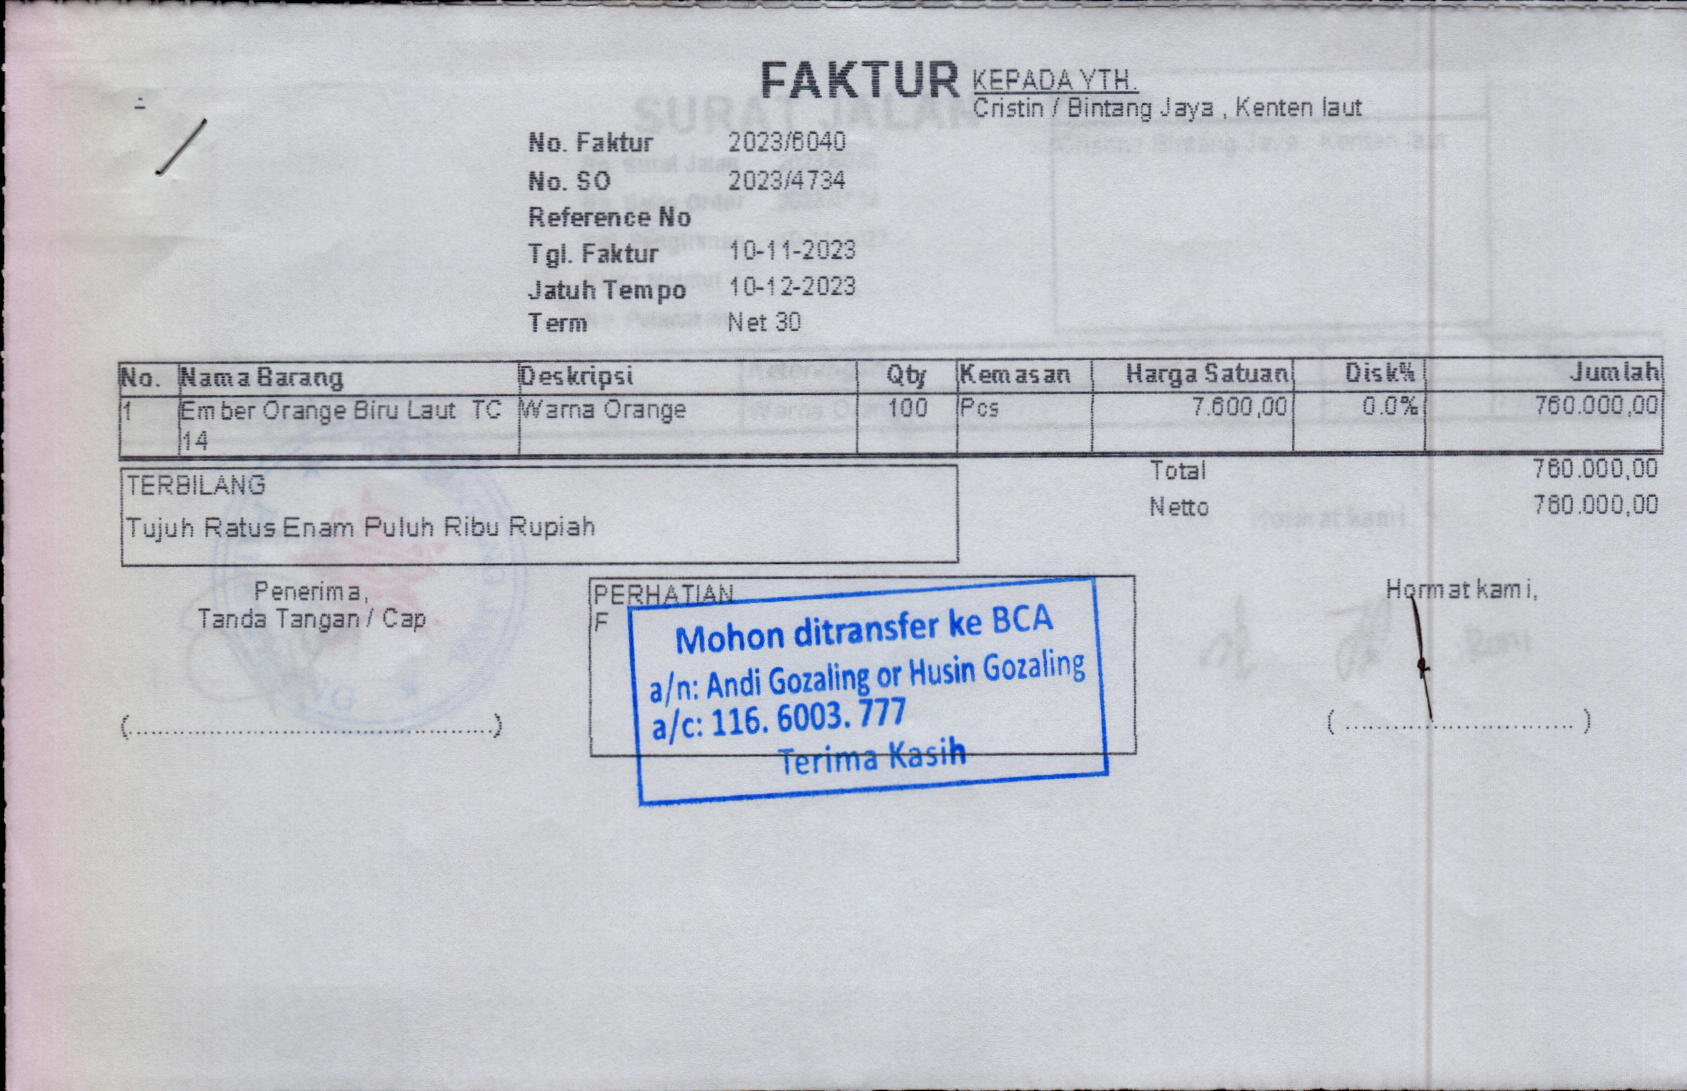 FAKTUR
KEPADA YTH.
Cristin / Bintang Jaya , Kenten laut
No. Faktur 2023/6040
No. SO 2023/4734
Reference No
Tgl. Faktur 10-11-2023
Jatuh Tempo 10-12-2023
Term Net 30
No. Nama Barang Deskripsi Qty Kemasan Harga Satuan Disk% Jumlah
1 Ember Orange Biru Laut TC Warna Orange 100 Pcs 7.600,00 0.0% 760.000,00
14
Total 760.000,00
TERBILANG
Netto 760.000,00
Tujuh Ratus Enam Puluh Ribu Rupiah
Penerima,
Tanda Tangan / Cap
PERHATIAN
F
Mohon ditransfer ke BCA
a/n: Andi Gozaling or Husin Gozaling
a/c: 116. 6003. 777
Terima Kasih
Hormat kami,
(................................................)
( .............................. )